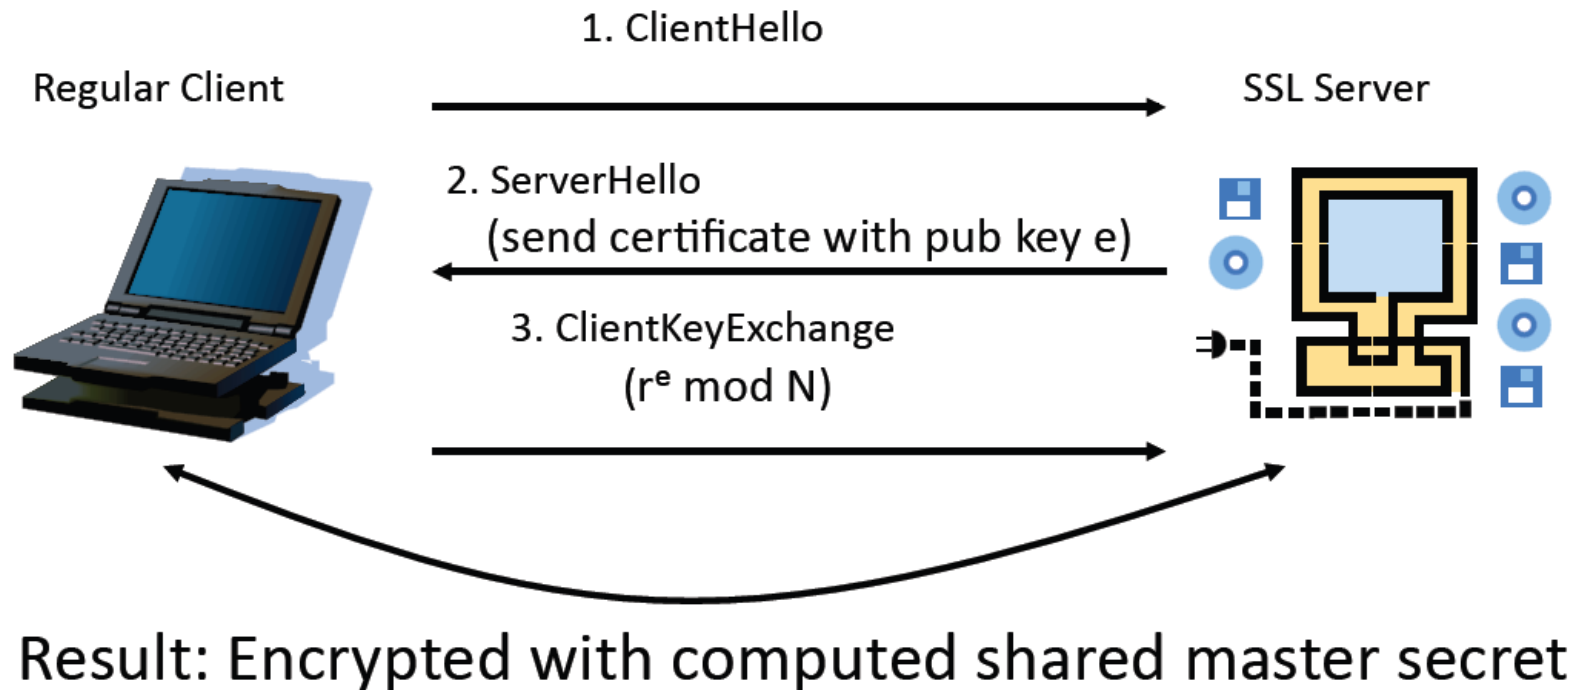 1. ClientHello
Regular Client
SSL Server
2. ServerHello
(send certificate with pub key e)
3. ClientKeyExchange
(rᵉ mod N)
Result: Encrypted with computed shared master secret